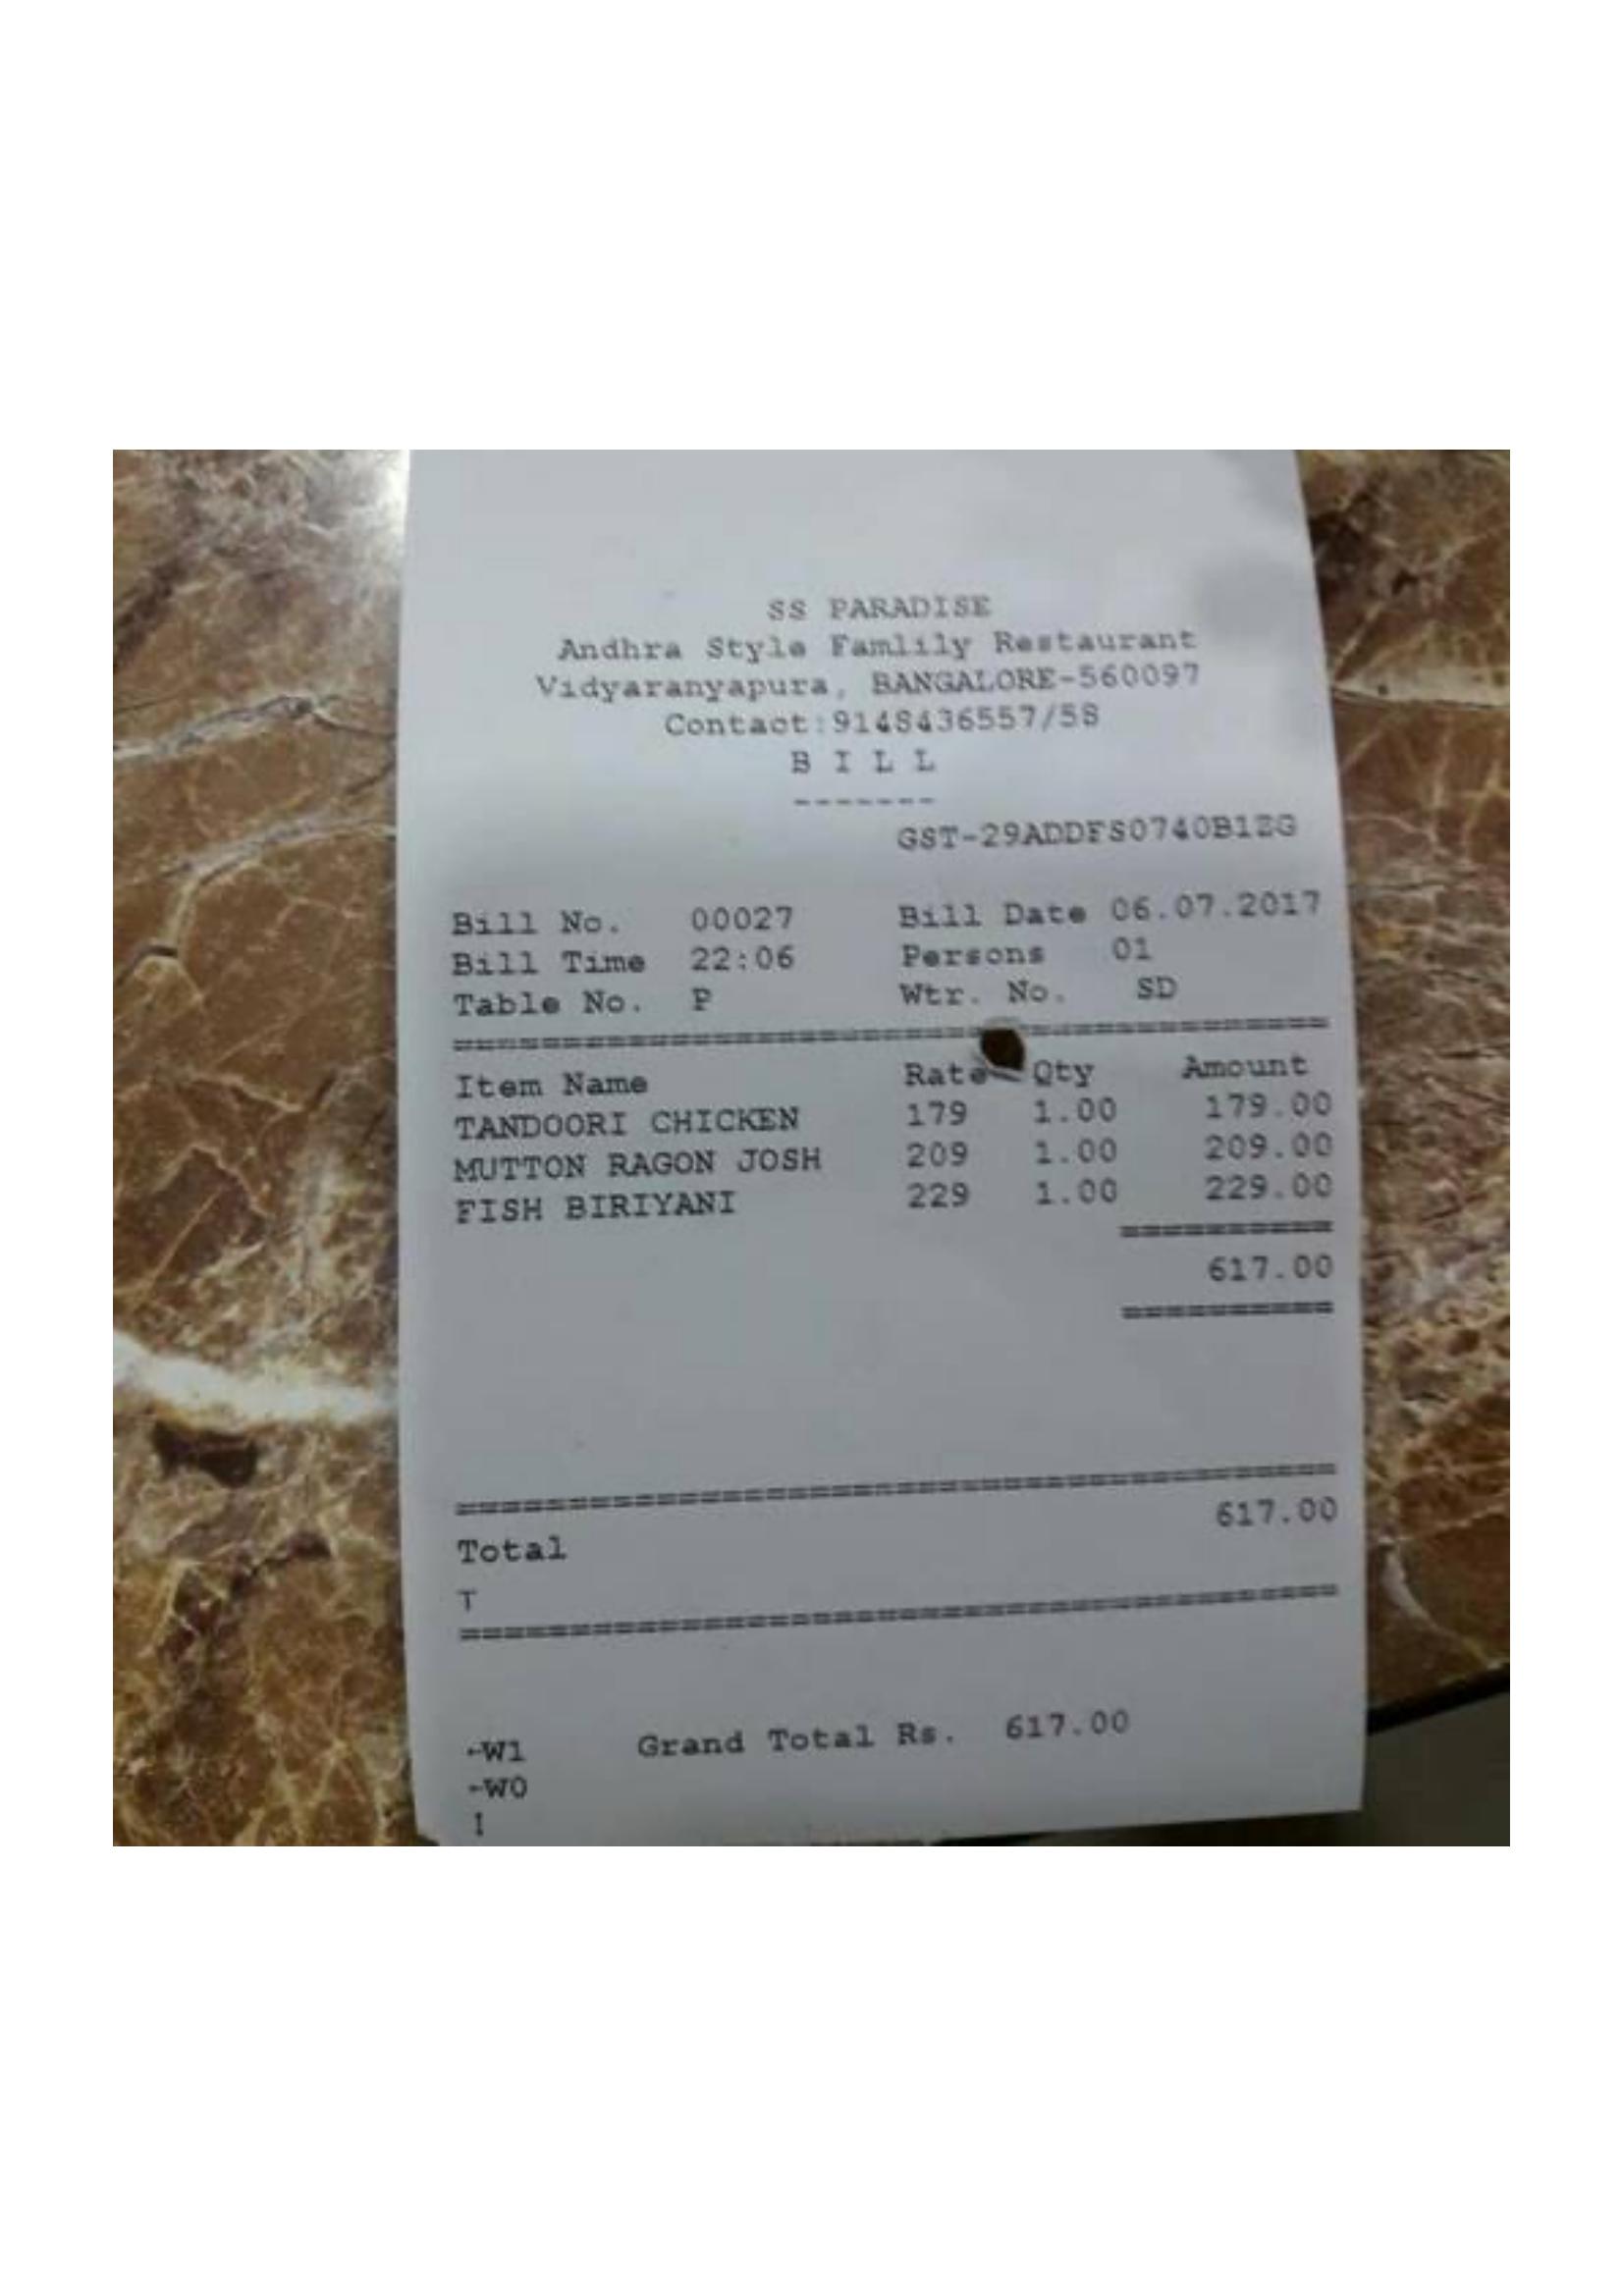 SS PARADISE
Andhra Style Famlily Restaurant
Vidyaranyapura, BANGALORE-560097
Contact:9148436557/58
B I L L
-------
GST-29ADDFS0740B1ZG
Bill No. 00027 Bill Date 06.07.2017
Bill Time 22:06 Persons 01
Table No. P Wtr. No. SD
Item Name Rate Qty Amount
TANDOORI CHICKEN 179 1.00 179.00
MUTTON RAGON JOSH 209 1.00 209.00
FISH BIRIYANI 229 1.00 229.00
617.00
Total 617.00
T
←W1 Grand Total Rs. 617.00
←W0
I